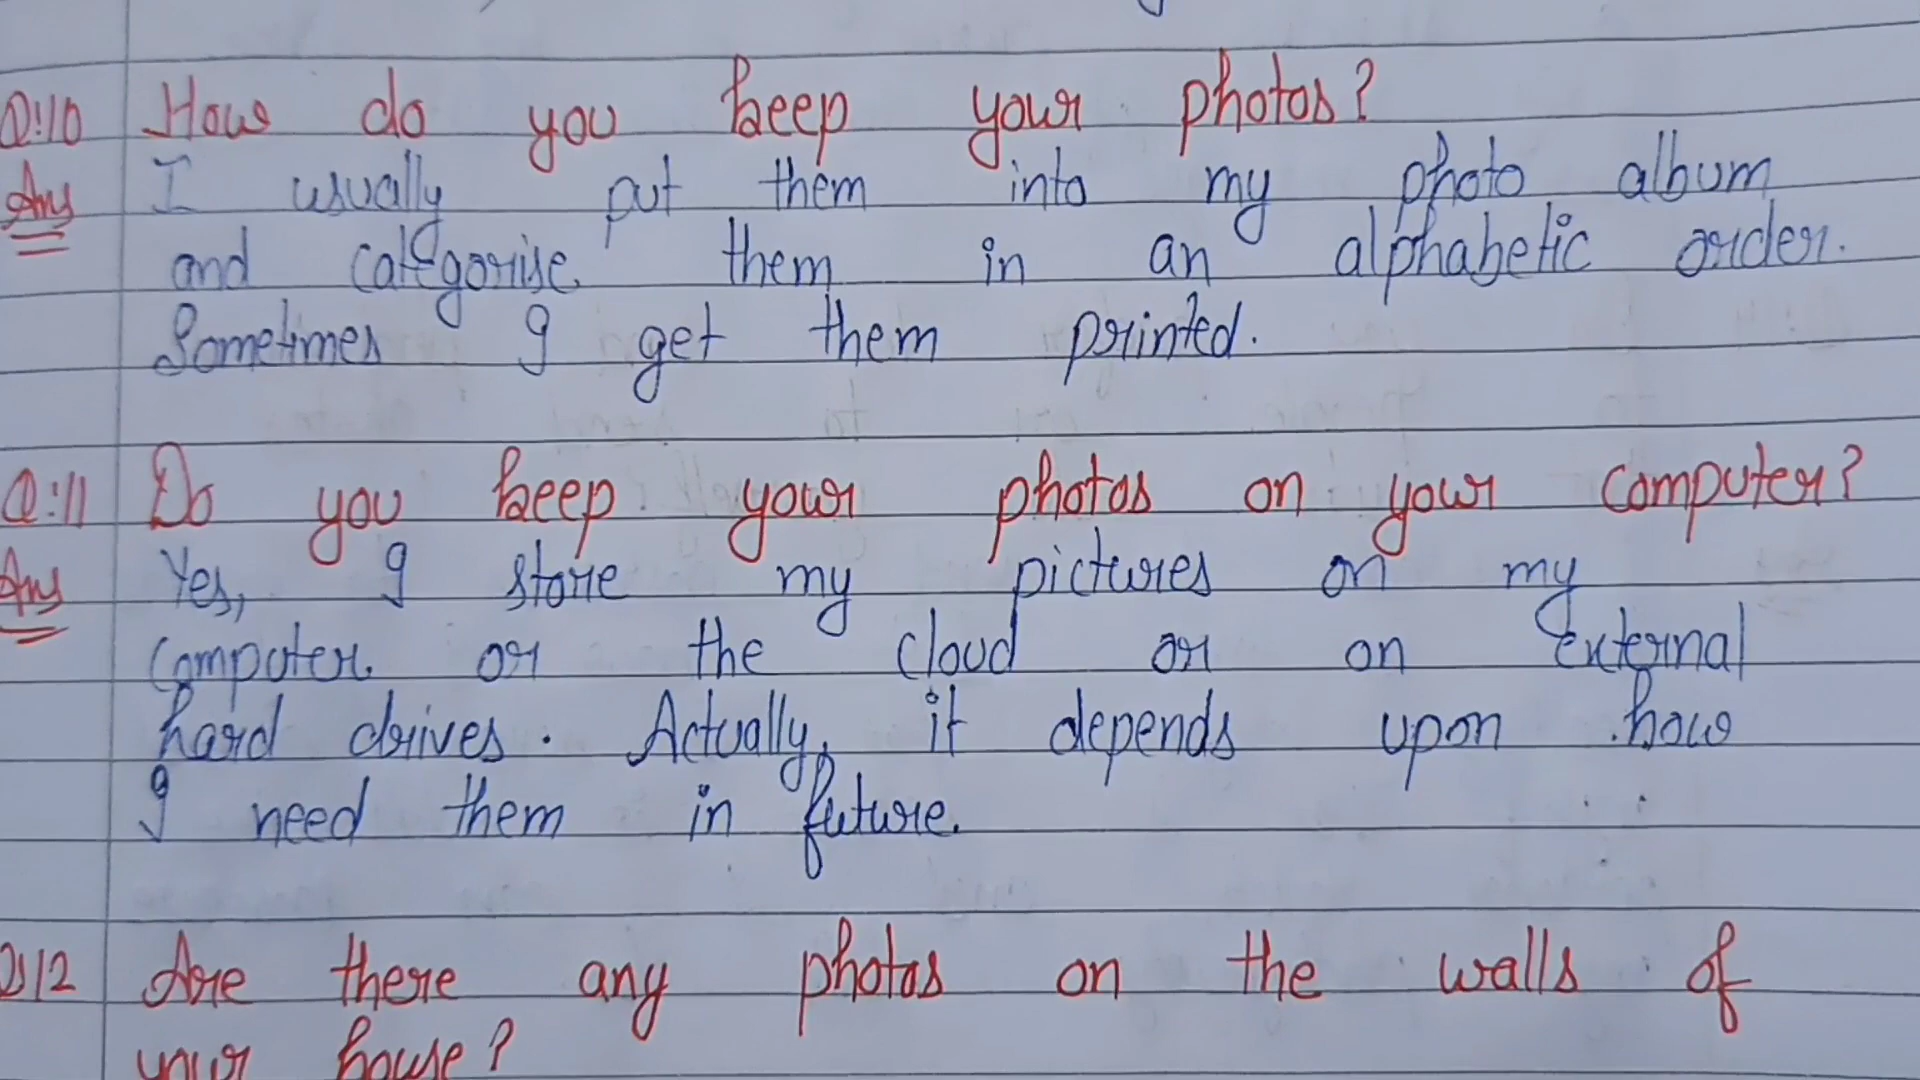 Q:10 How do you keep your photos?
Ans I usually put them into my photo album
and categorise them in an alphabetic order.
Sometimes I get them printed.
Q:11 Do you keep your photos on your computer?
Ans Yes, I store my pictures on my
computer or the cloud or on external
hard drives. Actually, it depends upon how
I need them in future.
Q12 Are there any photos on the walls of
your house?